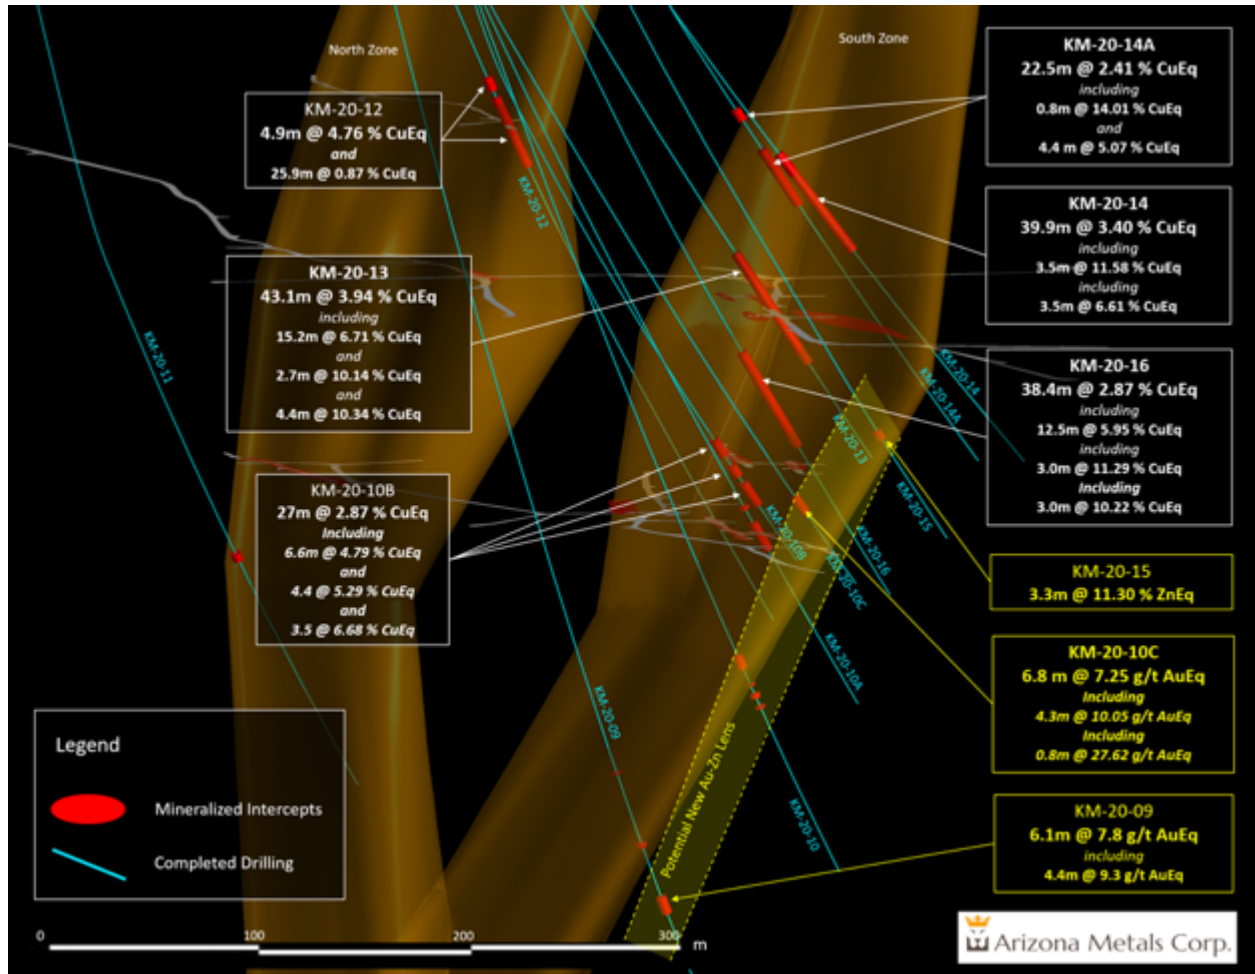 North Zone
South Zone
KM-20-12
4.9m @ 4.76 % CuEq
and
25.9m @ 0.87 % CuEq
KM-20-13
43.1m @ 3.94 % CuEq
including
15.2m @ 6.71 % CuEq
and
2.7m @ 10.14 % CuEq
and
4.4m @ 10.34 % CuEq
KM-20-10B
27m @ 2.87 % CuEq
Including
6.6m @ 4.79 % CuEq
and
4.4 @ 5.29 % CuEq
and
3.5 @ 6.68 % CuEq
KM-20-14A
22.5m @ 2.41 % CuEq
including
0.8m @ 14.01 % CuEq
and
4.4 m @ 5.07 % CuEq
KM-20-14
39.9m @ 3.40 % CuEq
including
3.5m @ 11.58 % CuEq
including
3.5m @ 6.61 % CuEq
KM-20-16
38.4m @ 2.87 % CuEq
including
12.5m @ 5.95 % CuEq
including
3.0m @ 11.29 % CuEq
Including
3.0m @ 10.22 % CuEq
KM-20-15
3.3m @ 11.30 % ZnEq
KM-20-10C
6.8 m @ 7.25 g/t AuEq
Including
4.3m @ 10.05 g/t AuEq
Including
0.8m @ 27.62 g/t AuEq
KM-20-09
6.1m @ 7.8 g/t AuEq
including
4.4m @ 9.3 g/t AuEq
KM-20-11
KM-20-12
KM-20-14
KM-20-14A
KM-20-13
KM-20-15
KM-20-10B
KM-20-16
KM-20-10C
KM-20-10A
KM-20-09
KM-20-10
Potential New Au-Zn Lens
Legend
Mineralized Intercepts
Completed Drilling
0 100 200 300 m
Arizona Metals Corp.